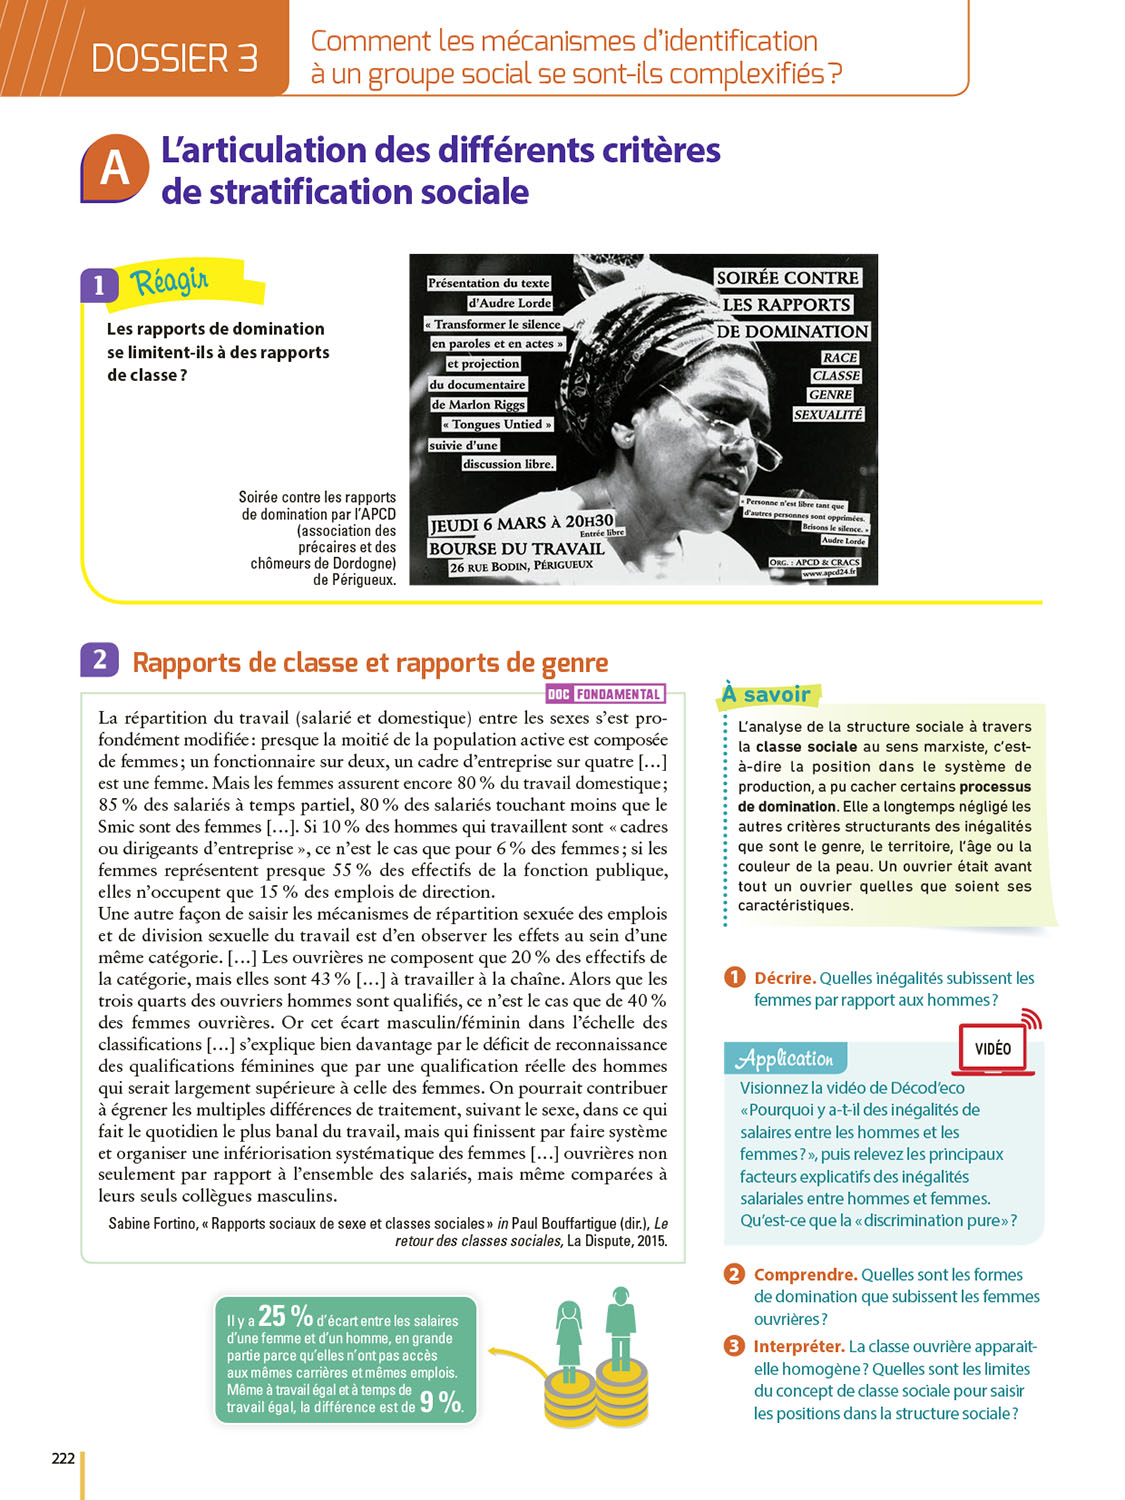 DOSSIER 3
Comment les mécanismes d'identification
à un groupe social se sont-ils complexifiés ?
A
L'articulation des différents critères
de stratification sociale
1 Réagir
Les rapports de domination
se limitent-ils à des rapports
de classe ?
Présentation du texte
d'Audre Lorde
« Transformer le silence
en paroles et en actes »
et projection
du documentaire
de Marlon Riggs
« Tongues Untied »
suivie d'une
discussion libre.
SOIRÉE CONTRE
LES RAPPORTS
DE DOMINATION
RACE
CLASSE
GENRE
SEXUALITÉ
JEUDI 6 MARS À 20H30
Entrée libre
BOURSE DU TRAVAIL
26 RUE BODIN, PÉRIGUEUX
« Personne n'est libre tant que
d'autres personnes sont opprimées.
Brisons le silence. »
Audre Lorde
ORG. : APCD & CRACS
www.apcd24.fr
Soirée contre les rapports
de domination par l'APCD
(association des
précaires et des
chômeurs de Dordogne)
de Périgueux.
2 Rapports de classe et rapports de genre
DOC FONDAMENTAL
La répartition du travail (salarié et domestique) entre les sexes s'est pro-
fondément modifiée : presque la moitié de la population active est composée
de femmes ; un fonctionnaire sur deux, un cadre d'entreprise sur quatre [...]
est une femme. Mais les femmes assurent encore 80 % du travail domestique ;
85 % des salariés à temps partiel, 80 % des salariés touchant moins que le
Smic sont des femmes [...]. Si 10 % des hommes qui travaillent sont « cadres
ou dirigeants d'entreprise », ce n'est le cas que pour 6 % des femmes ; si les
femmes représentent presque 55 % des effectifs de la fonction publique,
elles n'occupent que 15 % des emplois de direction.
Une autre façon de saisir les mécanismes de répartition sexuée des emplois
et de division sexuelle du travail est d'en observer les effets au sein d'une
même catégorie. [...] Les ouvrières ne composent que 20 % des effectifs de
la catégorie, mais elles sont 43 % [...] à travailler à la chaîne. Alors que les
trois quarts des ouvriers hommes sont qualifiés, ce n'est le cas que de 40 %
des femmes ouvrières. Or cet écart masculin/féminin dans l'échelle des
classifications [...] s'explique bien davantage par le déficit de reconnaissance
des qualifications féminines que par une qualification réelle des hommes
qui serait largement supérieure à celle des femmes. On pourrait contribuer
à égrener les multiples différences de traitement, suivant le sexe, dans ce qui
fait le quotidien le plus banal du travail, mais qui finissent par faire système
et organiser une infériorisation systématique des femmes [...] ouvrières non
seulement par rapport à l'ensemble des salariés, mais même comparées à
leurs seuls collègues masculins.
Sabine Fortino, « Rapports sociaux de sexe et classes sociales » in Paul Bouffartigue (dir.), Le
retour des classes sociales, La Dispute, 2015.
À savoir
L'analyse de la structure sociale à travers
la classe sociale au sens marxiste, c'est-
à-dire la position dans le système de
production, a pu cacher certains processus
de domination. Elle a longtemps négligé les
autres critères structurants des inégalités
que sont le genre, le territoire, l'âge ou la
couleur de la peau. Un ouvrier était avant
tout un ouvrier quelles que soient ses
caractéristiques.
1 Décrire. Quelles inégalités subissent les
femmes par rapport aux hommes ?
Application
VIDÉO
Visionnez la vidéo de Décod'eco
« Pourquoi y a-t-il des inégalités de
salaires entre les hommes et les
femmes ? », puis relevez les principaux
facteurs explicatifs des inégalités
salariales entre hommes et femmes.
Qu'est-ce que la « discrimination pure » ?
2 Comprendre. Quelles sont les formes
de domination que subissent les femmes
ouvrières ?
3 Interpréter. La classe ouvrière apparaît-
elle homogène ? Quelles sont les limites
du concept de classe sociale pour saisir
les positions dans la structure sociale ?
Il y a 25 % d'écart entre les salaires
d'une femme et d'un homme, en grande
partie parce qu'elles n'ont pas accès
aux mêmes carrières et mêmes emplois.
Même à travail égal et à temps de
travail égal, la différence est de 9 %.
222